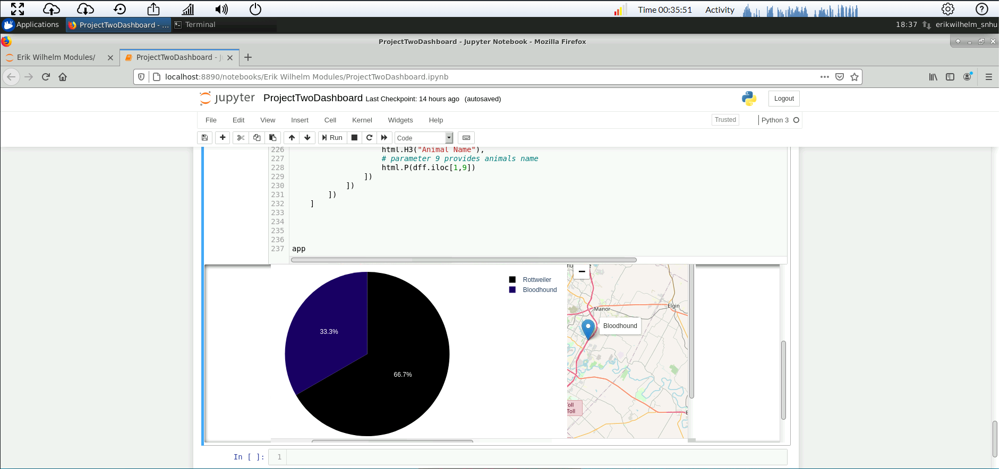 Time 00:35:51 Activity
Applications ProjectTwoDashboard - ... Terminal 18:37 erikwilhelm_snhu
ProjectTwoDashboard - Jupyter Notebook - Mozilla Firefox
Erik Wilhelm Modules/ ProjectTwoDashboard - J
localhost:8890/notebooks/Erik Wilhelm Modules/ProjectTwoDashboard.ipynb
jupyter ProjectTwoDashboard Last Checkpoint: 14 hours ago (autosaved) Logout
File Edit View Insert Cell Kernel Widgets Help Trusted Python 3
Run Code
226 html.H3("Animal Name"),
227 # parameter 9 provides animals name
228 html.P(dff.iloc[1,9])
229 ])
230 ])
231 ])
232 ]
233
234
235
236
237 app
Rottweiler
Bloodhound
33.3%
66.7%
−
Manor
Elgin
Bloodhound
Toll
Toll
In [ ]: 1